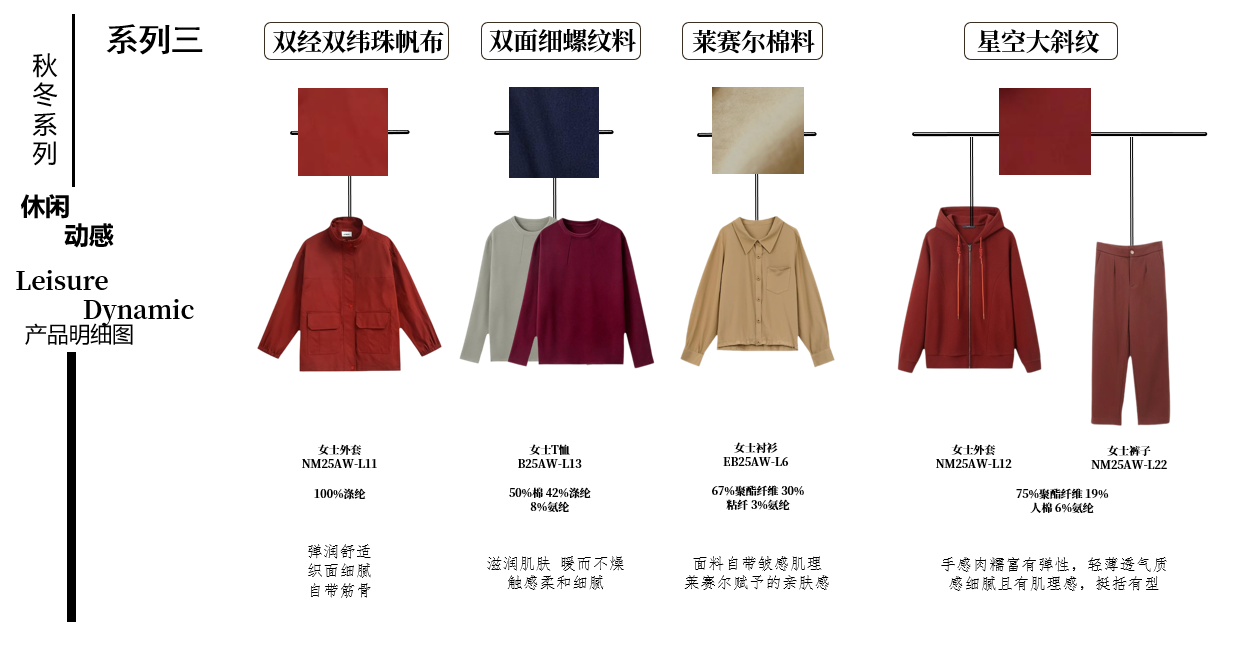 系列三
秋冬系列
休闲
动感
Leisure
Dynamic
产品明细图
双经双纬珠帆布
双面细螺纹料
莱赛尔棉料
星空大斜纹
女士外套
NM25AW-L11
100%涤纶
弹润舒适
织面细腻
自带筋骨
女士T恤
B25AW-L13
50%棉 42%涤纶
8%氨纶
滋润肌肤 暖而不燥
触感柔和细腻
女士衬衫
EB25AW-L6
67%聚酯纤维 30%
粘纤 3%氨纶
面料自带皱感肌理
莱赛尔赋予的亲肤感
女士外套
NM25AW-L12
女士裤子
NM25AW-L22
75%聚酯纤维 19%
人棉 6%氨纶
手感肉糯富有弹性，轻薄透气质
感细腻且有肌理感，挺括有型